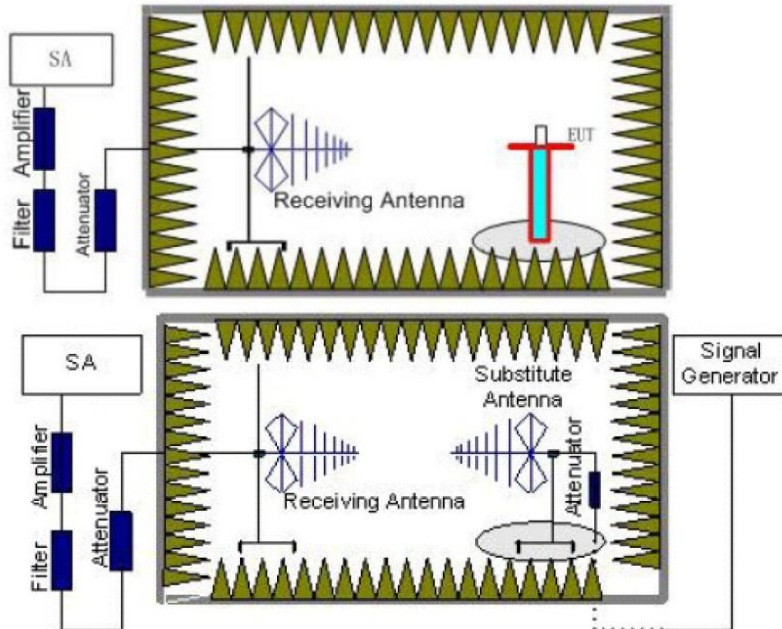 SA
Amplifier
Filter
Attenuator
EUT
Receiving Antenna
SA
Amplifier
Filter
Attenuator
Receiving Antenna
Substitute
Antenna
Attenuator
Signal
Generator